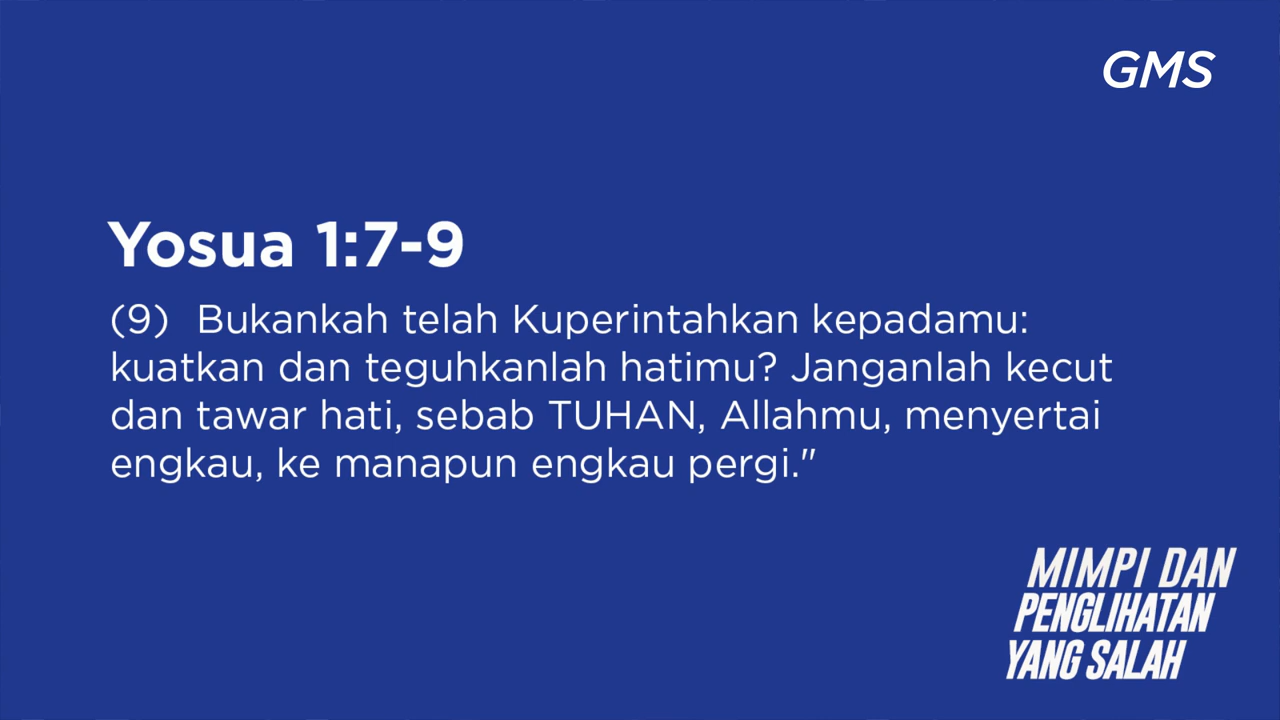 GMS
Yosua 1:7-9
(9) Bukankah telah Kuperintahkan kepadamu:
kuatkan dan teguhkanlah hatimu? Janganlah kecut
dan tawar hati, sebab TUHAN, Allahmu, menyertai
engkau, ke manapun engkau pergi."
MIMPI DAN
PENGLIHATAN
YANG SALAH